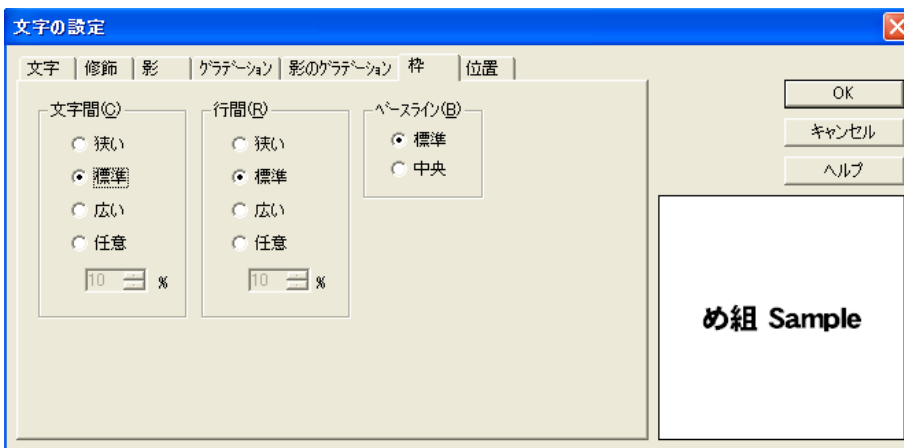 文字の設定
文字 修飾 影 グラデーション 影のグラデーション 枠 位置
文字間(C)
狭い
標準
広い
任意
10 %
行間(R)
狭い
標準
広い
任意
10 %
ベースライン(B)
標準
中央
OK
キャンセル
ヘルプ
め組 Sample